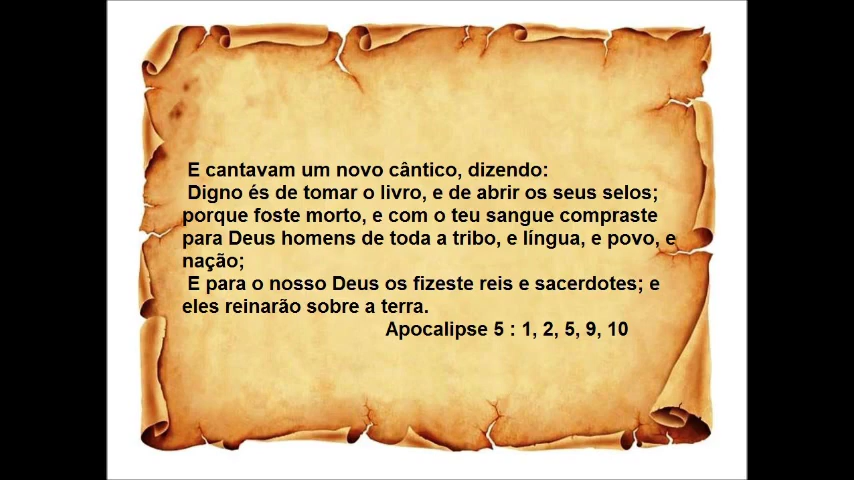 E cantavam um novo cântico, dizendo:
Digno és de tomar o livro, e de abrir os seus selos;
porque foste morto, e com o teu sangue compraste
para Deus homens de toda a tribo, e língua, e povo, e
nação;
E para o nosso Deus os fizeste reis e sacerdotes; e
eles reinarão sobre a terra.
Apocalipse 5 : 1, 2, 5, 9, 10